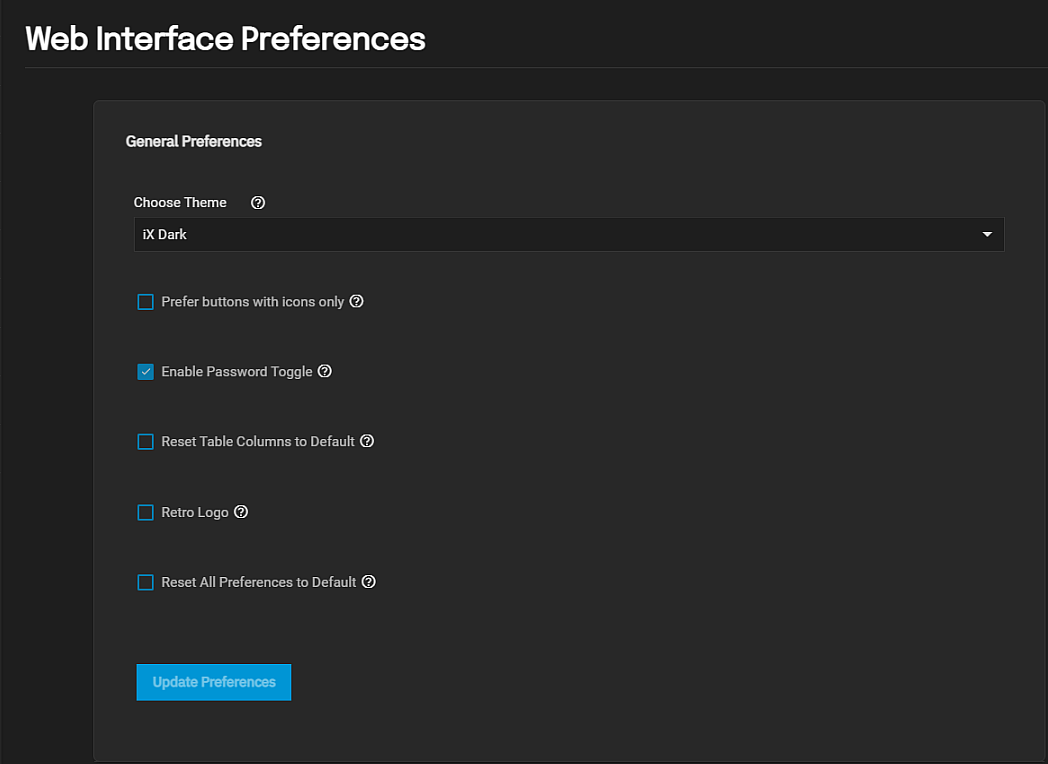 Web Interface Preferences
General Preferences
Choose Theme
iX Dark
Prefer buttons with icons only
Enable Password Toggle
Reset Table Columns to Default
Retro Logo
Reset All Preferences to Default
Update Preferences